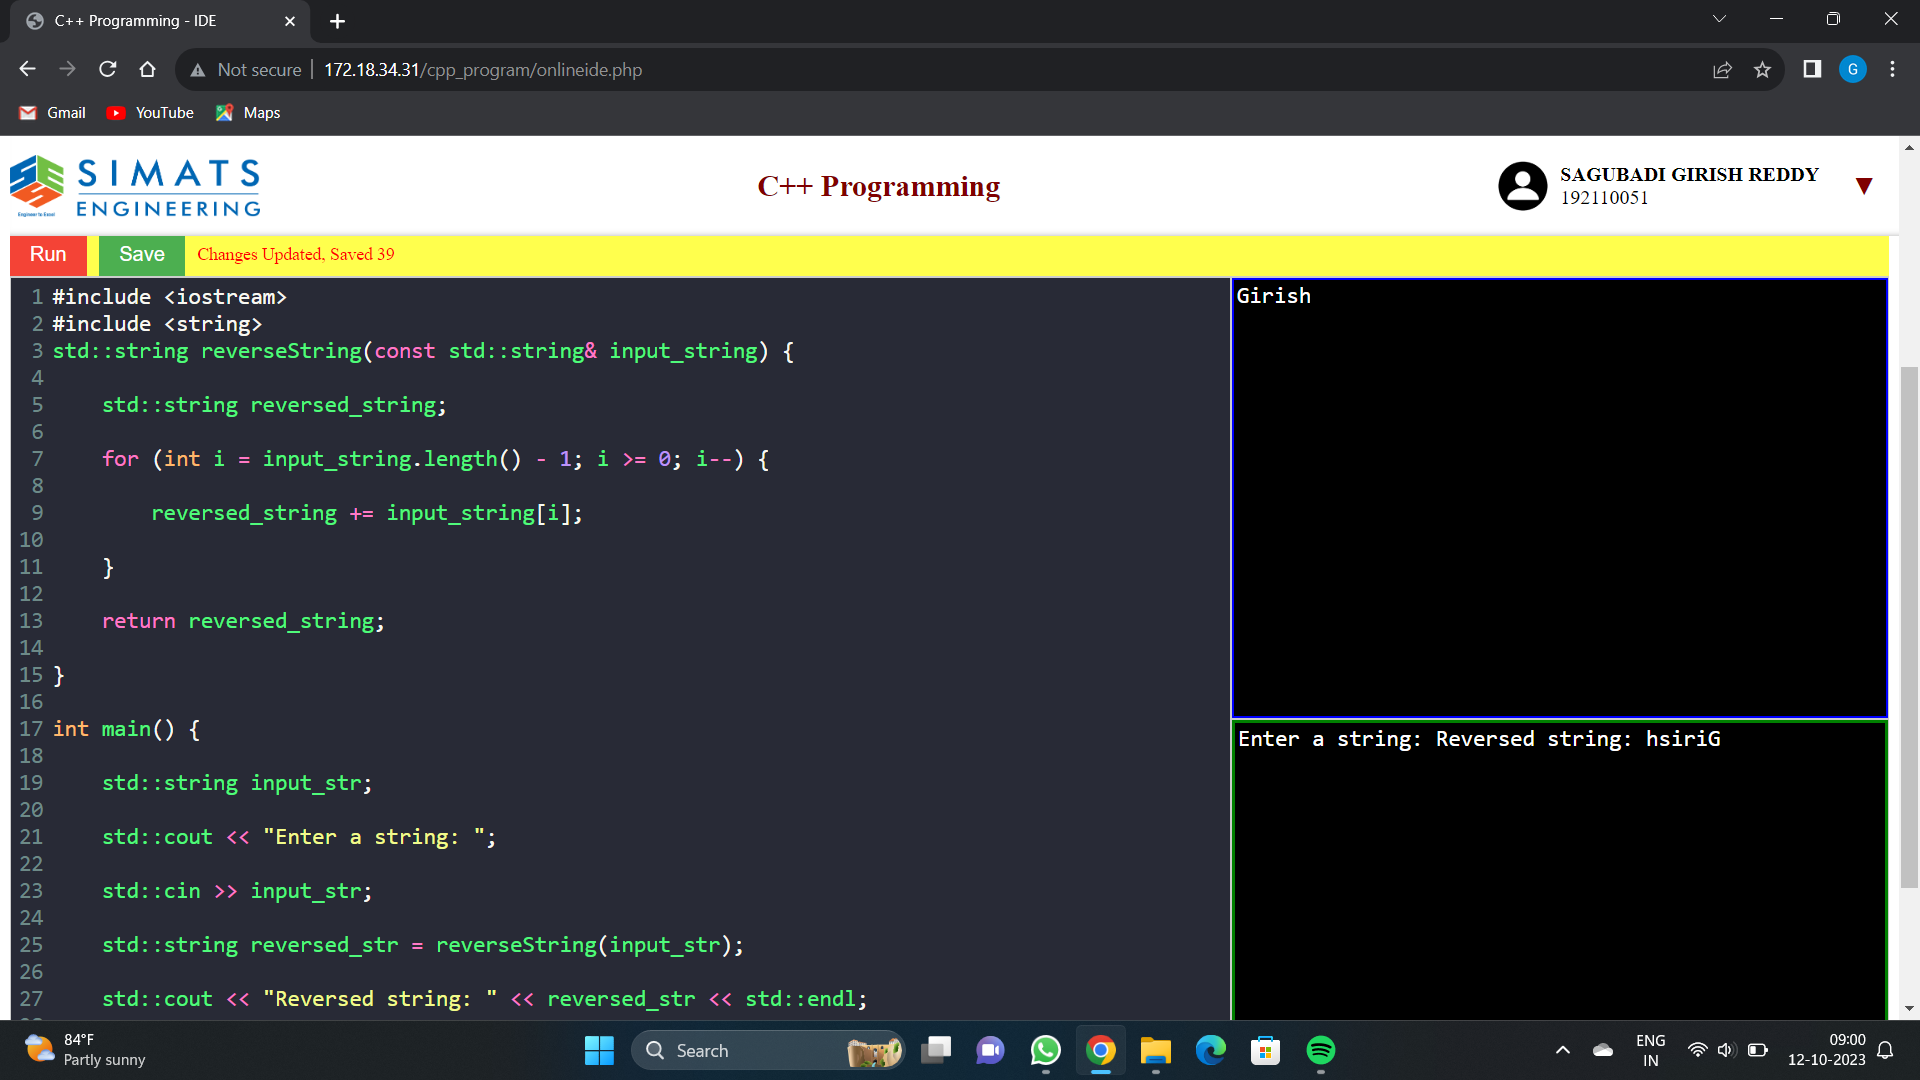 C++ Programming - IDE
Not secure 172.18.34.31/cpp_program/onlineide.php
G
Gmail YouTube Maps
SIMATS
ENGINEERING
Engineer to Excel
C++ Programming
SAGUBADI GIRISH REDDY
192110051
Run Save Changes Updated, Saved 39
1 #include <iostream>
2 #include <string>
3 std::string reverseString(const std::string& input_string) {
4
5     std::string reversed_string;
6
7     for (int i = input_string.length() - 1; i >= 0; i--) {
8
9         reversed_string += input_string[i];
10
11     }
12
13     return reversed_string;
14
15 }
16
17 int main() {
18
19     std::string input_str;
20
21     std::cout << "Enter a string: ";
22
23     std::cin >> input_str;
24
25     std::string reversed_str = reverseString(input_str);
26
27     std::cout << "Reversed string: " << reversed_str << std::endl;
Girish
Enter a string: Reversed string: hsiriG
84°F
Partly sunny
Search
ENG
IN
09:00
12-10-2023